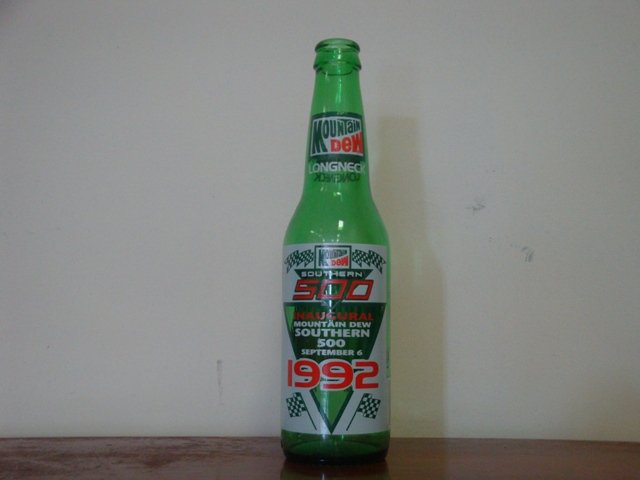 MOUNTAIN
DEW
LONGNECK
MOUNTAIN
DEW
SOUTHERN
500
INAUGURAL
MOUNTAIN DEW
SOUTHERN
500
SEPTEMBER 6
1992